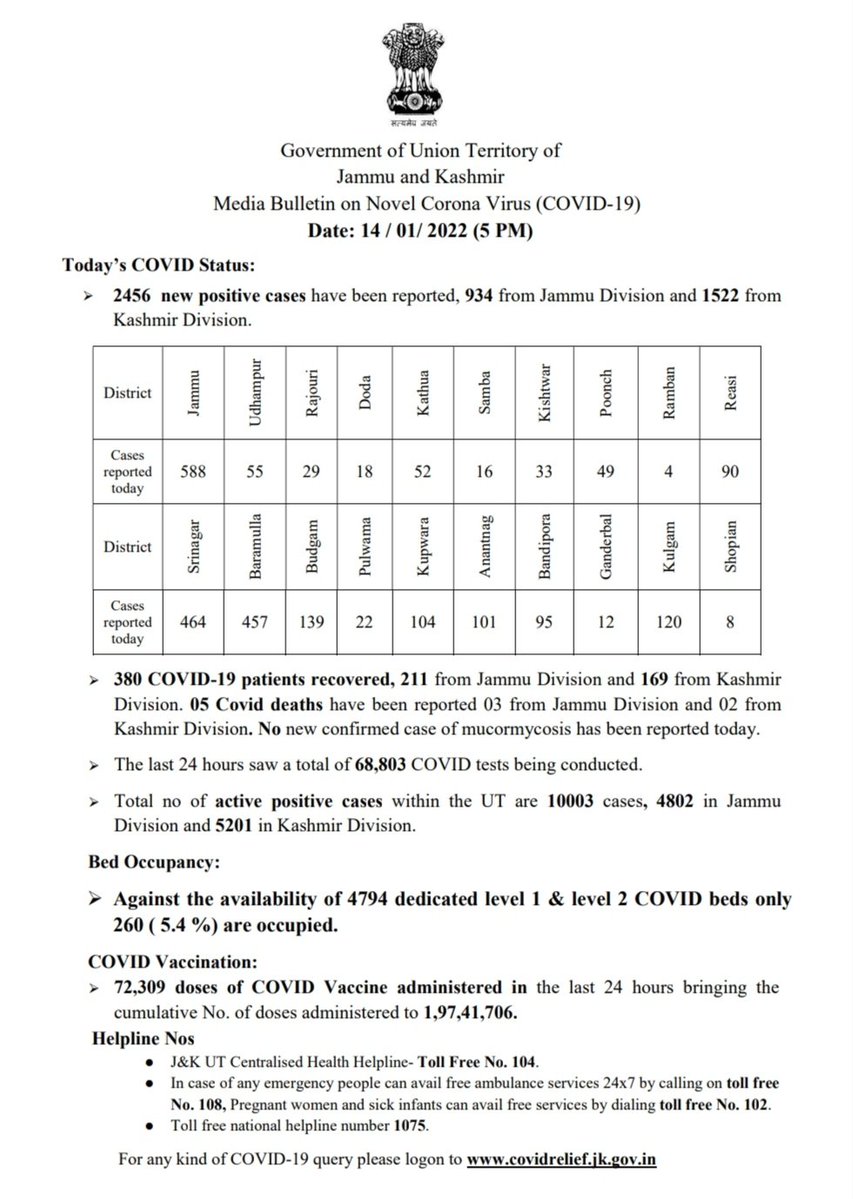 सत्यमेव जयते
Government of Union Territory of
Jammu and Kashmir
Media Bulletin on Novel Corona Virus (COVID-19)
Date: 14 / 01/ 2022 (5 PM)
Today's COVID Status:
➢ 2456 new positive cases have been reported, 934 from Jammu Division and 1522 from
Kashmir Division.
District Jammu Udhampur Rajouri Doda Kathua Samba Kishtwar Poonch Ramban Reasi
Cases
reported
today
588 55 29 18 52 16 33 49 4 90
District Srinagar Baramulla Budgam Pulwama Kupwara Anantnag Bandipora Ganderbal Kulgam Shopian
Cases
reported
today
464 457 139 22 104 101 95 12 120 8
➢ 380 COVID-19 patients recovered, 211 from Jammu Division and 169 from Kashmir
Division. 05 Covid deaths have been reported 03 from Jammu Division and 02 from
Kashmir Division. No new confirmed case of mucormycosis has been reported today.
➢ The last 24 hours saw a total of 68,803 COVID tests being conducted.
➢ Total no of active positive cases within the UT are 10003 cases, 4802 in Jammu
Division and 5201 in Kashmir Division.
Bed Occupancy:
➢ Against the availability of 4794 dedicated level 1 & level 2 COVID beds only
260 ( 5.4 %) are occupied.
COVID Vaccination:
➢ 72,309 doses of COVID Vaccine administered in the last 24 hours bringing the
cumulative No. of doses administered to 1,97,41,706.
Helpline Nos
● J&K UT Centralised Health Helpline- Toll Free No. 104.
● In case of any emergency people can avail free ambulance services 24x7 by calling on toll free
No. 108, Pregnant women and sick infants can avail free services by dialing toll free No. 102.
● Toll free national helpline number 1075.
For any kind of COVID-19 query please logon to www.covidrelief.jk.gov.in